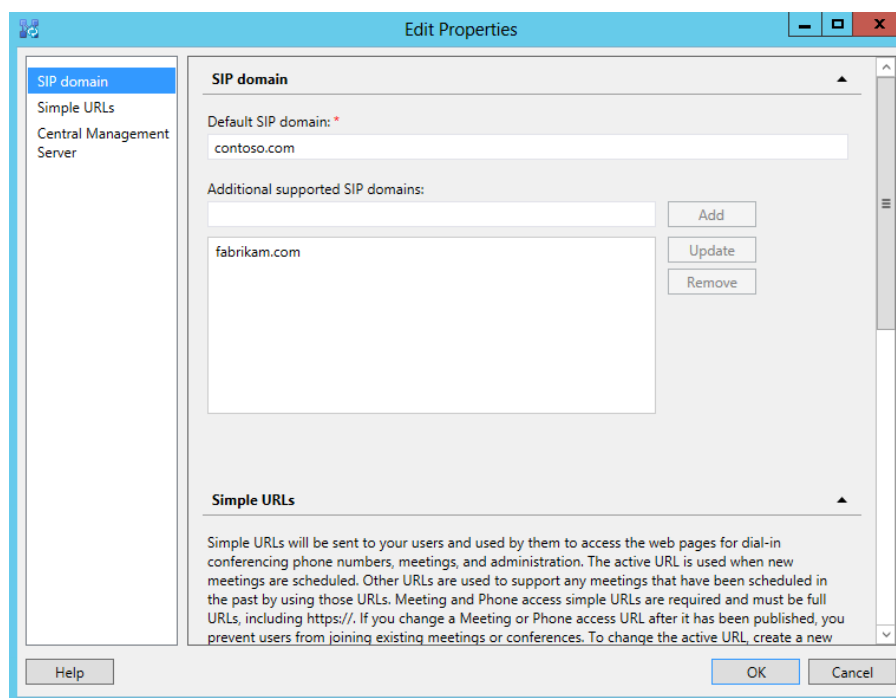 Edit Properties
SIP domain
Simple URLs
Central Management
Server
SIP domain
Default SIP domain: *
contoso.com
Additional supported SIP domains:
Add
fabrikam.com
Update
Remove
Simple URLs
Simple URLs will be sent to your users and used by them to access the web pages for dial-in
conferencing phone numbers, meetings, and administration. The active URL is used when new
meetings are scheduled. Other URLs are used to support any meetings that have been scheduled in
the past by using those URLs. Meeting and Phone access simple URLs are required and must be full
URLs, including https://. If you change a Meeting or Phone access URL after it has been published, you
prevent users from joining existing meetings or conferences. To change the active URL, create a new
Help
OK
Cancel